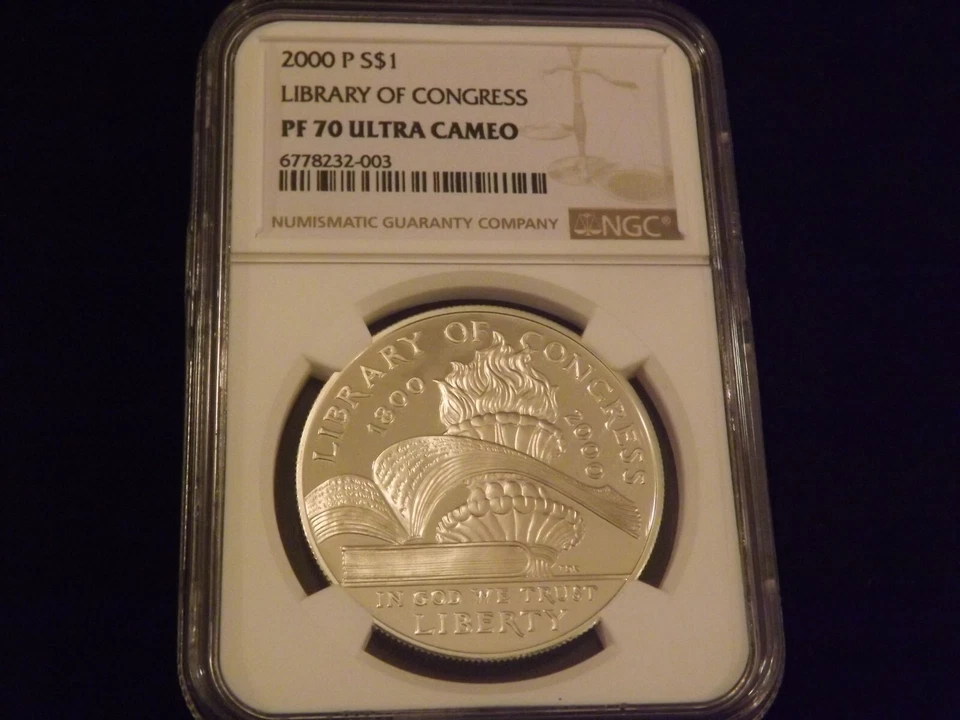 2000 P S$1
LIBRARY OF CONGRESS
PF 70 ULTRA CAMEO
6778232-003
NUMISMATIC GUARANTY COMPANY
NGC®
LIBRARY OF CONGRESS
1800
2000
IN GOD WE TRUST
LIBERTY